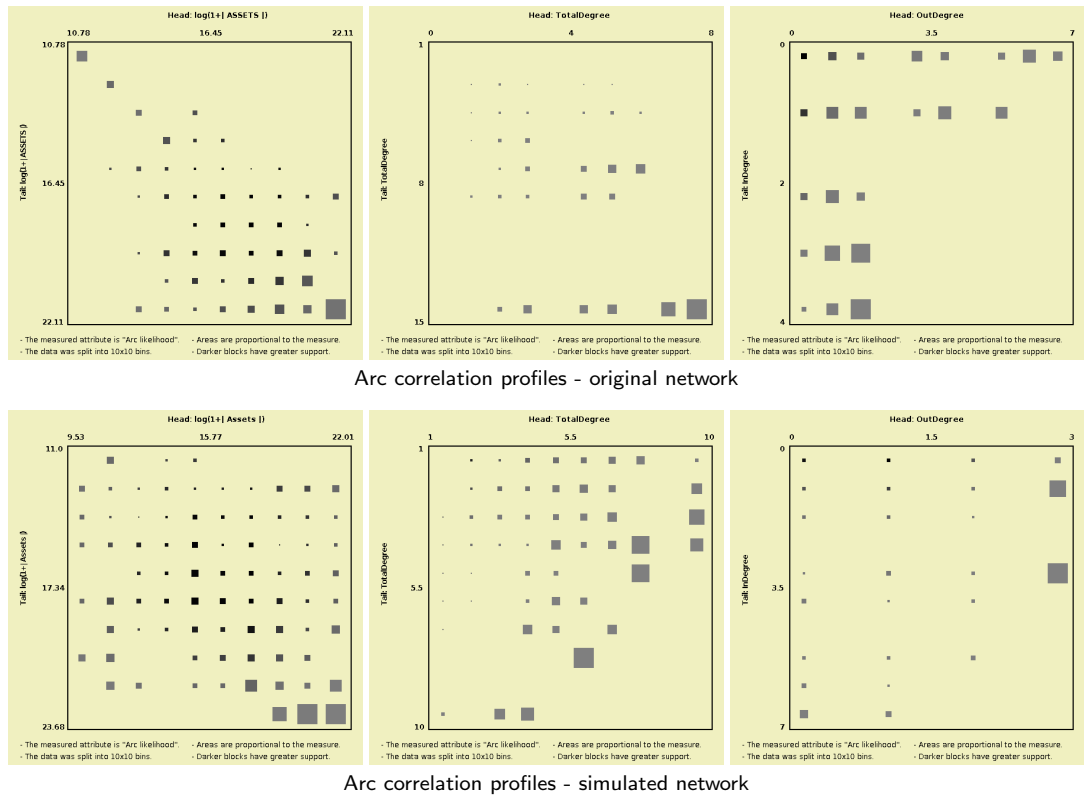 Head: log(1+| ASSETS |)
10.78 16.45 22.11
10.78
16.45
22.11
Tail: log(1+| ASSETS |)
- The measured attribute is "Arc likelihood". - Areas are proportional to the measure.
- The data was split into 10x10 bins. - Darker blocks have greater support.
Head: TotalDegree
0 4 8
1
8
15
Tail: TotalDegree
- The measured attribute is "Arc likelihood". - Areas are proportional to the measure.
- The data was split into 10x10 bins. - Darker blocks have greater support.
Head: OutDegree
0 3.5 7
0
2
4
Tail: InDegree
- The measured attribute is "Arc likelihood". - Areas are proportional to the measure.
- The data was split into 10x10 bins. - Darker blocks have greater support.
Arc correlation profiles - original network
Head: log(1+| Assets |)
9.53 15.77 22.01
11.0
17.34
23.68
Tail: log(1+| Assets |)
- The measured attribute is "Arc likelihood". - Areas are proportional to the measure.
- The data was split into 10x10 bins. - Darker blocks have greater support.
Head: TotalDegree
1 5.5 10
1
5.5
10
Tail: TotalDegree
- The measured attribute is "Arc likelihood". - Areas are proportional to the measure.
- The data was split into 10x10 bins. - Darker blocks have greater support.
Head: OutDegree
0 1.5 3
0
3.5
7
Tail: InDegree
- The measured attribute is "Arc likelihood". - Areas are proportional to the measure.
- The data was split into 10x10 bins. - Darker blocks have greater support.
Arc correlation profiles - simulated network